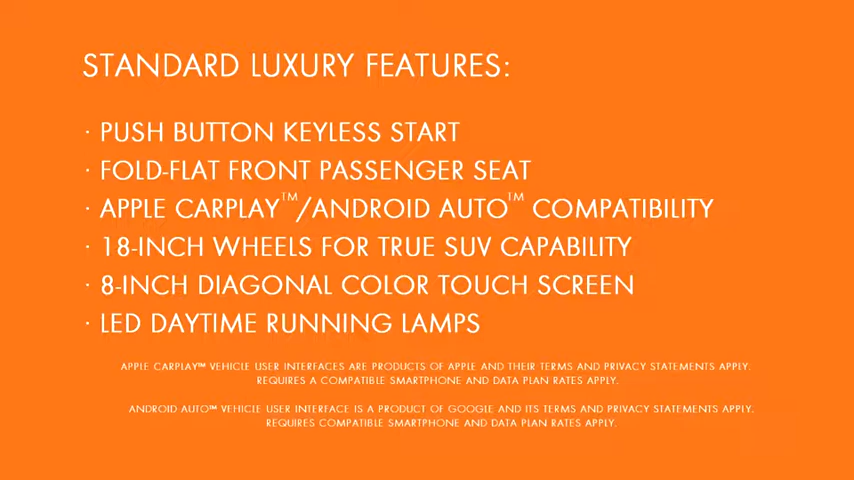 STANDARD LUXURY FEATURES:
· PUSH BUTTON KEYLESS START
· FOLD-FLAT FRONT PASSENGER SEAT
· APPLE CARPLAY™/ANDROID AUTO™ COMPATIBILITY
· 18-INCH WHEELS FOR TRUE SUV CAPABILITY
· 8-INCH DIAGONAL COLOR TOUCH SCREEN
· LED DAYTIME RUNNING LAMPS
APPLE CARPLAY™ VEHICLE USER INTERFACES ARE PRODUCTS OF APPLE AND THEIR TERMS AND PRIVACY STATEMENTS APPLY.
REQUIRES A COMPATIBLE SMARTPHONE AND DATA PLAN RATES APPLY.
ANDROID AUTO™ VEHICLE USER INTERFACE IS A PRODUCT OF GOOGLE AND ITS TERMS AND PRIVACY STATEMENTS APPLY.
REQUIRES COMPATIBLE SMARTPHONE AND DATA PLAN RATES APPLY.